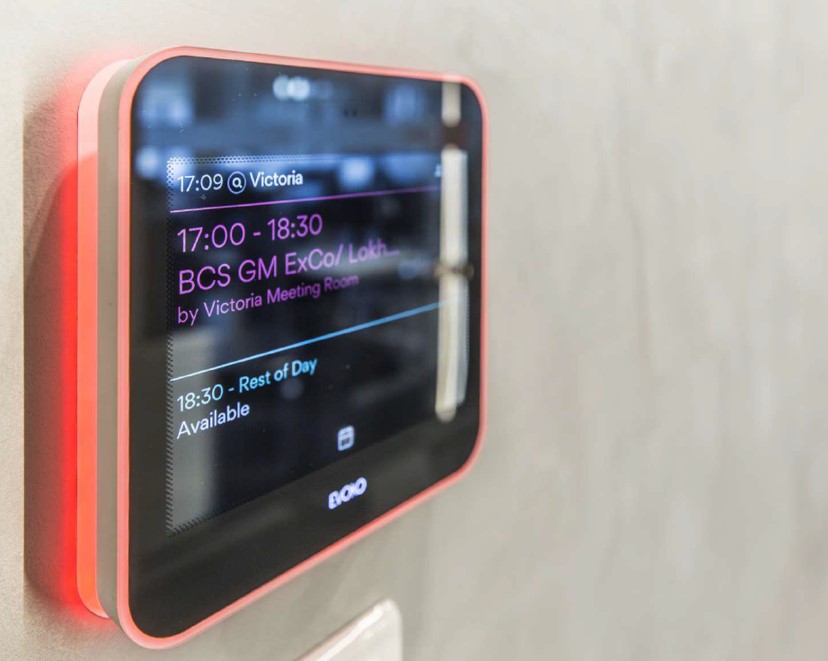 17:09 @ Victoria
17:00 - 18:30
BCS GM ExCo/ Lokh...
by Victoria Meeting Room
18:30 - Rest of Day
Available
EVOKO